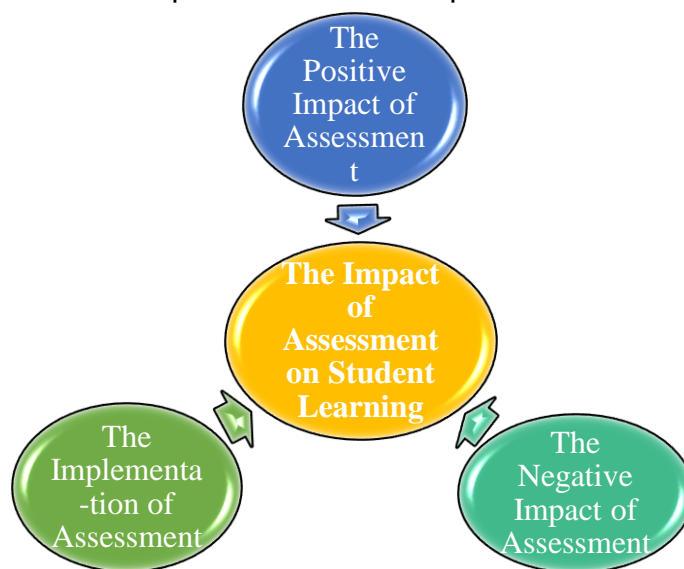 The
Positive
Impact of
Assessmen
t
The Impact
of
Assessment
on Student
Learning
The
Implementa
-tion of
Assessment
The
Negative
Impact of
Assessment